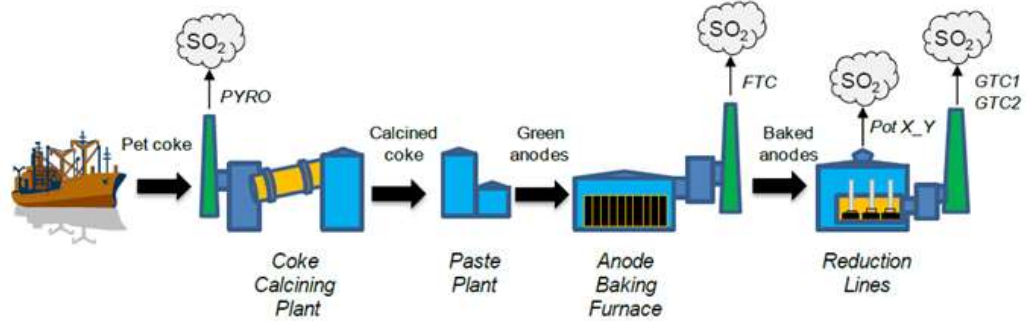 SO2
PYRO
SO2
FTC
SO2
Pot X_Y
SO2
GTC1
GTC2
Pet coke
Calcined
coke
Green
anodes
Baked
anodes
Coke
Calcining
Plant
Paste
Plant
Anode
Baking
Furnace
Reduction
Lines